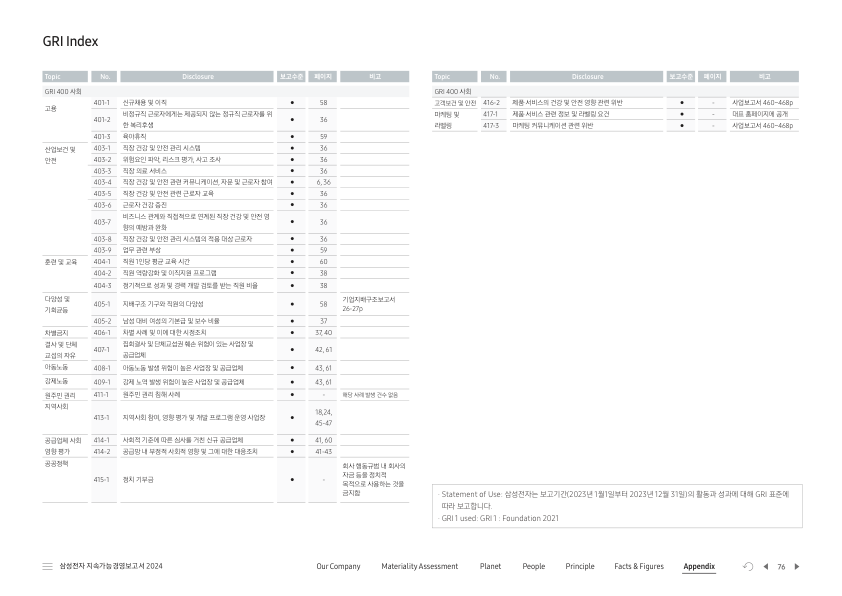 GRI Index
Topic No. Disclosure 보고수준 페이지 비고
GRI 400 사회
고용 401-1 신규채용 및 이직 ● 58
401-2 비정규직 근로자에게는 제공되지 않는 정규직 근로자를 위
한 복리후생 ● 36
401-3 육아휴직 ● 59
산업보건 및 403-1 직장 건강 및 안전 관리 시스템 ● 36
안전 403-2 위험요인 파악, 리스크 평가, 사고 조사 ● 36
403-3 직장 의료 서비스 ● 36
403-4 직장 건강 및 안전 관련 커뮤니케이션, 자문 및 근로자 참여 ● 6, 36
403-5 직장 건강 및 안전 관련 근로자 교육 ● 36
403-6 근로자 건강 증진 ● 36
403-7 비즈니스 관계와 직접적으로 연계된 직장 건강 및 안전 영
향의 예방과 완화 ● 36
403-8 직장 건강 및 안전 관리 시스템의 적용 대상 근로자 ● 36
403-9 업무 관련 부상 ● 59
훈련 및 교육 404-1 직원 1인당 평균 교육 시간 ● 60
404-2 직원 역량강화 및 이직지원 프로그램 ● 38
404-3 정기적으로 성과 및 경력 개발 검토를 받는 직원 비율 ● 38
다양성 및
기회균등 405-1 지배구조 기구와 직원의 다양성 ● 58 기업지배구조보고서
26-27p
405-2 남성 대비 여성의 기본급 및 보수 비율 ● 37
차별금지 406-1 차별 사례 및 이에 대한 시정조치 ● 37, 40
결사 및 단체
교섭의 자유 407-1 집회결사 및 단체교섭권 훼손 위험이 있는 사업장 및
공급업체 ● 42, 61
아동노동 408-1 아동노동 발생 위험이 높은 사업장 및 공급업체 ● 43, 61
강제노동 409-1 강제 노역 발생 위험이 높은 사업장 및 공급업체 ● 43, 61
원주민 권리 411-1 원주민 권리 침해 사례 ● - 해당 사례 발생 건수 없음
지역사회 413-1 지역사회 참여, 영향 평가 및 개발 프로그램 운영 사업장 ● 18,24,
45-47
공급업체 사회 414-1 사회적 기준에 따른 심사를 거친 신규 공급업체 ● 41, 60
영향 평가 414-2 공급망 내 부정적 사회적 영향 및 그에 대한 대응조치 ● 41-43
공공정책 415-1 정치 기부금 ● - 회사 행동규범 내 회사의
자금 등을 정치적
목적으로 사용하는 것을
금지함
Topic No. Disclosure 보고수준 페이지 비고
GRI 400 사회
고객보건 및 안전 416-2 제품·서비스의 건강 및 안전 영향 관련 위반 ● - 사업보고서 460~468p
마케팅 및 417-1 제품·서비스 관련 정보 및 라벨링 요건 ● - 대표 홈페이지에 공개
라벨링 417-3 마케팅 커뮤니케이션 관련 위반 ● - 사업보고서 460~468p
· Statement of Use: 삼성전자는 보고기간(2023년 1월1일부터 2023년 12월 31일)의 활동과 성과에 대해 GRI 표준에
따라 보고합니다.
· GRI 1 used: GRI 1 : Foundation 2021
삼성전자 지속가능경영보고서 2024 Our Company Materiality Assessment Planet People Principle Facts & Figures Appendix 76